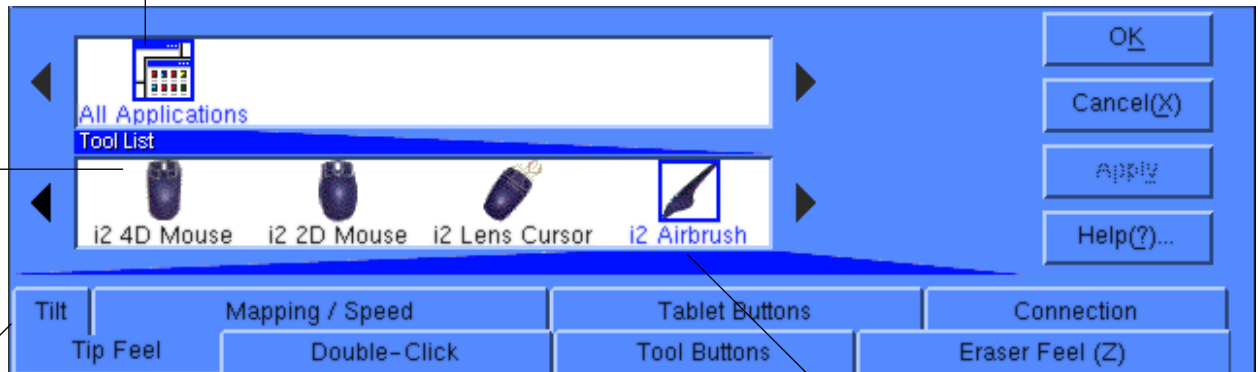 All Applications
Tool List
i2 4D Mouse i2 2D Mouse i2 Lens Cursor i2 Airbrush
OK
Cancel(X)
Apply
Help(?)...
Tilt Mapping / Speed Tablet Buttons Connection
Tip Feel Double-Click Tool Buttons Eraser Feel (Z)